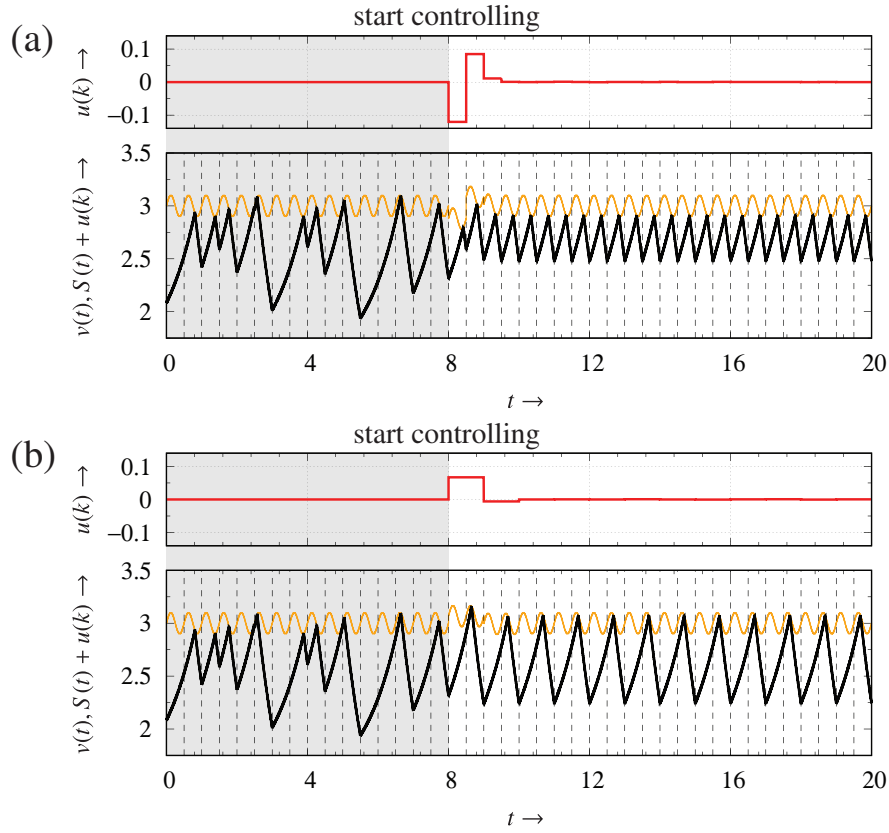 start controlling
(a)
u(k) →
0.1
0
−0.1
v(t), S(t) + u(k) →
3.5
3
2.5
2
0 4 8 12 16 20
t →
start controlling
(b)
u(k) →
0.1
0
−0.1
v(t), S(t) + u(k) →
3.5
3
2.5
2
0 4 8 12 16 20
t →